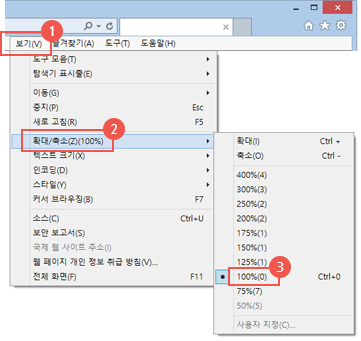 1
보기(V) 즐겨찾기(A) 도구(T) 도움말(H)
도구 모음(T)
탐색기 표시줄(E)
이동(G)
중지(P) Esc
새로 고침(R) F5
2
확대/축소(Z)(100%)
텍스트 크기(X)
인코딩(D)
스타일(Y)
커서 브라우징(B) F7
소스(C) Ctrl+U
보안 보고서(S)
국제 웹 사이트 주소(I)
웹 페이지 개인 정보 취급 방침(V)...
전체 화면(F) F11
확대(I) Ctrl +
축소(O) Ctrl -
400%(4)
300%(3)
250%(2)
200%(2)
175%(1)
150%(1)
125%(1)
3
100%(0) Ctrl+0
75%(7)
50%(5)
사용자 지정(C)...